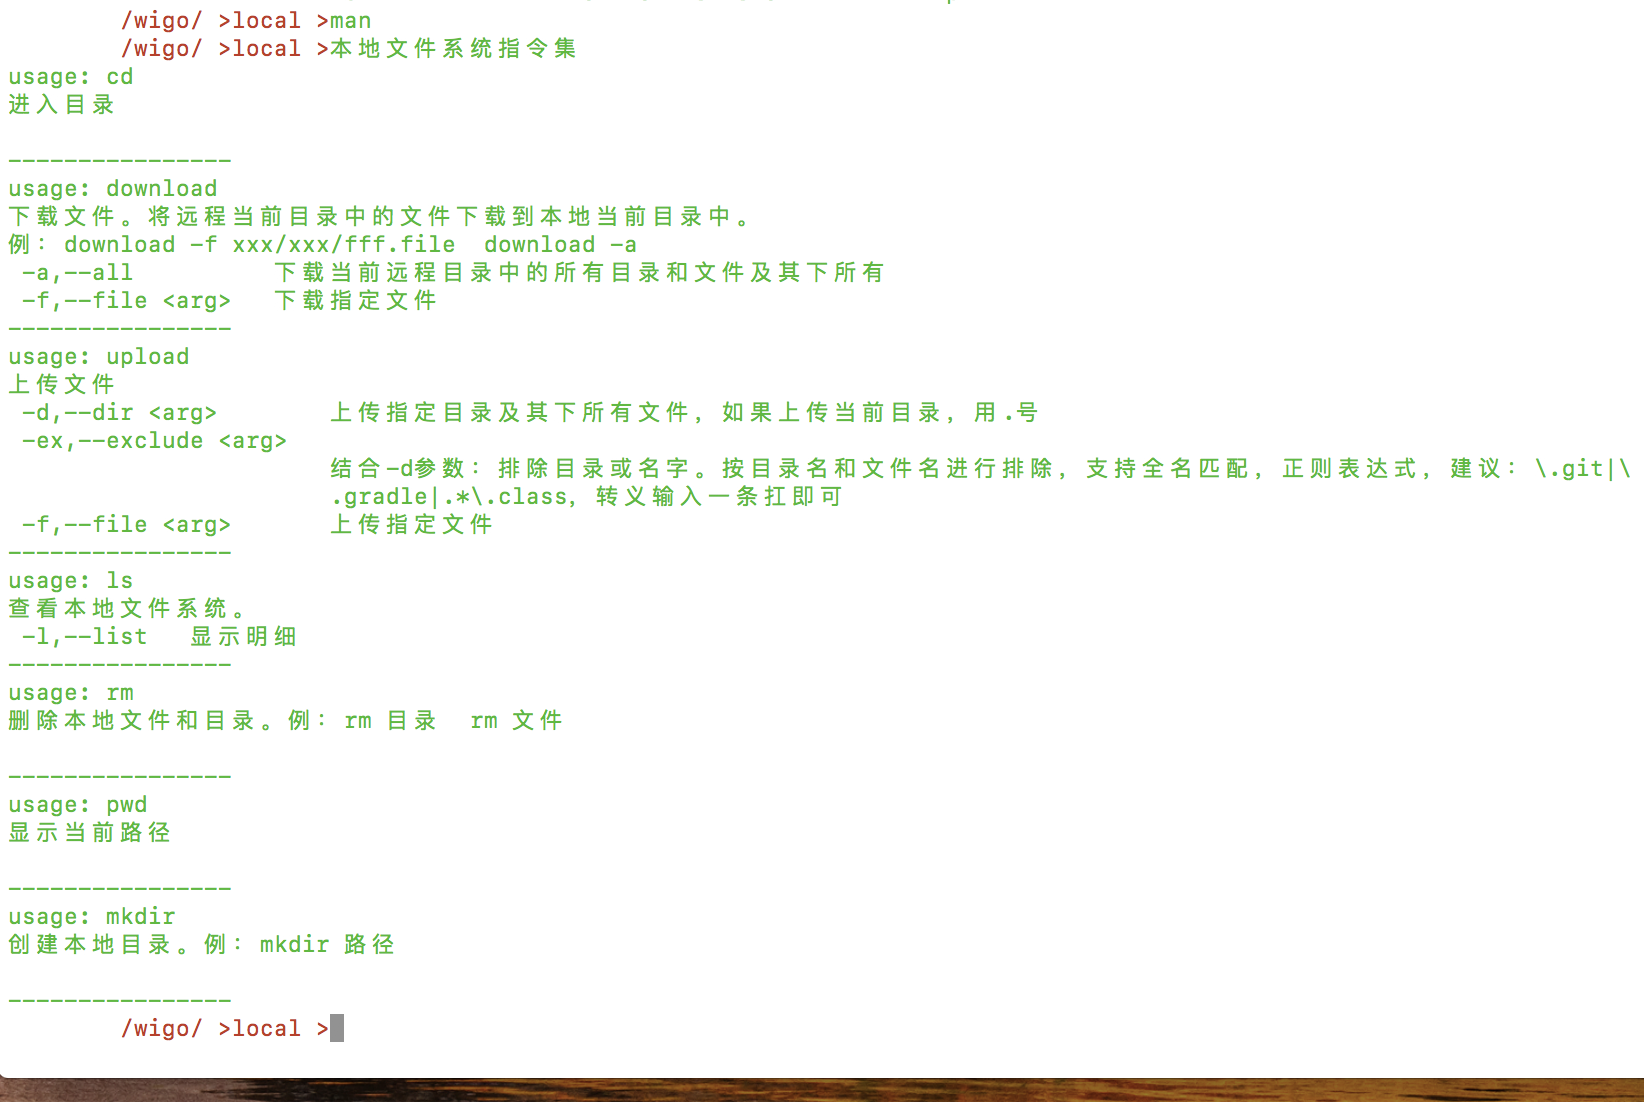 /wigo/ >local >man
/wigo/ >local >本地文件系统指令集
usage: cd
进入目录
----------------
usage: download
下载文件。将远程当前目录中的文件下载到本地当前目录中。
例：download -f xxx/xxx/fff.file  download -a
-a,--all          下载当前远程目录中的所有目录和文件及其下所有
-f,--file <arg>   下载指定文件
----------------
usage: upload
上传文件
-d,--dir <arg>        上传指定目录及其下所有文件，如果上传当前目录，用.号
-ex,--exclude <arg>
结合-d参数：排除目录或名字。按目录名和文件名进行排除，支持全名匹配，正则表达式，建议：\.git|\
.gradle|.*\.class，转义输入一条扛即可
-f,--file <arg>       上传指定文件
----------------
usage: ls
查看本地文件系统。
-l,--list   显示明细
----------------
usage: rm
删除本地文件和目录。例：rm 目录  rm 文件
----------------
usage: pwd
显示当前路径
----------------
usage: mkdir
创建本地目录。例：mkdir 路径
----------------
/wigo/ >local >